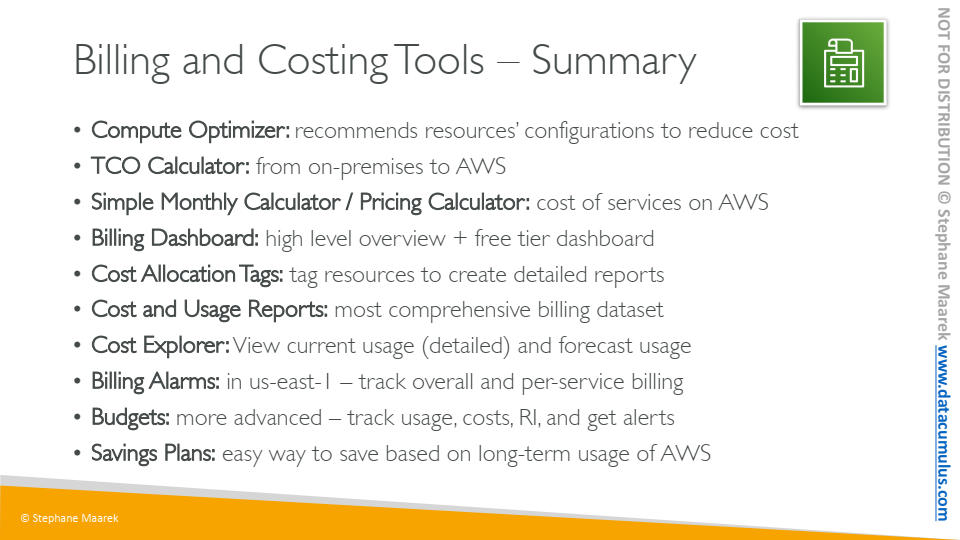 Billing and Costing Tools – Summary
• Compute Optimizer: recommends resources’ configurations to reduce cost
• TCO Calculator: from on-premises to AWS
• Simple Monthly Calculator / Pricing Calculator: cost of services on AWS
• Billing Dashboard: high level overview + free tier dashboard
• Cost Allocation Tags: tag resources to create detailed reports
• Cost and Usage Reports: most comprehensive billing dataset
• Cost Explorer: View current usage (detailed) and forecast usage
• Billing Alarms: in us-east-1 – track overall and per-service billing
• Budgets: more advanced – track usage, costs, RI, and get alerts
• Savings Plans: easy way to save based on long-term usage of AWS
© Stephane Maarek
NOT FOR DISTRIBUTION © Stephane Maarek www.datacumulus.com